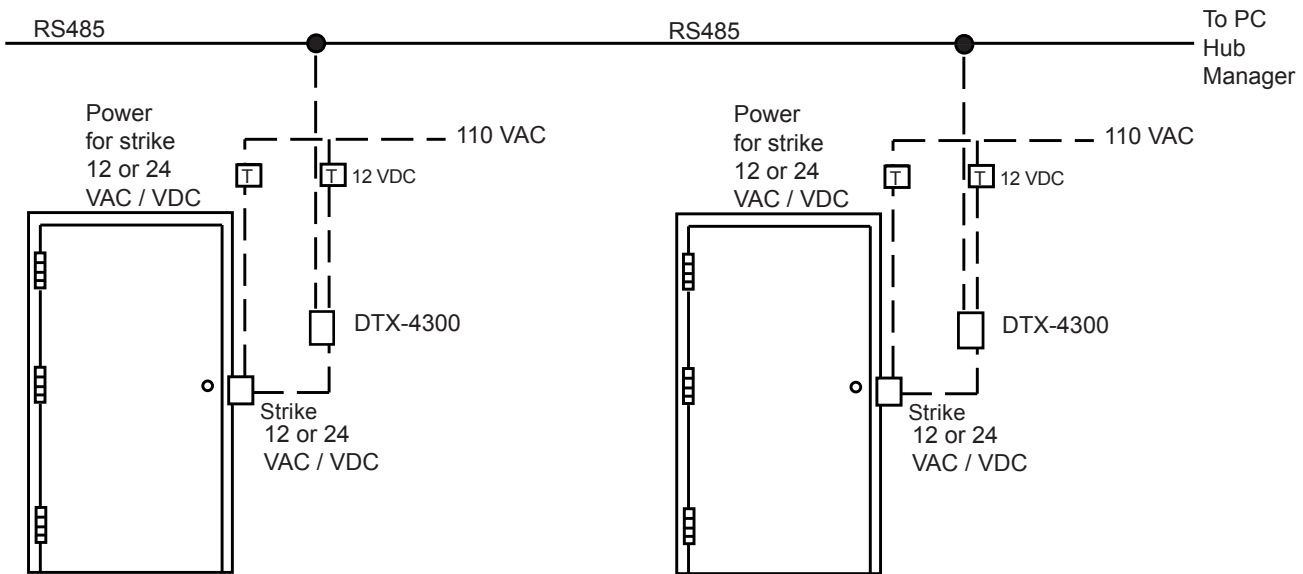 RS485
RS485
To PC
Hub
Manager
Power
for strike
12 or 24
VAC / VDC
110 VAC
T
T
12 VDC
DTX-4300
Strike
12 or 24
VAC / VDC
Power
for strike
12 or 24
VAC / VDC
110 VAC
T
T
12 VDC
DTX-4300
Strike
12 or 24
VAC / VDC